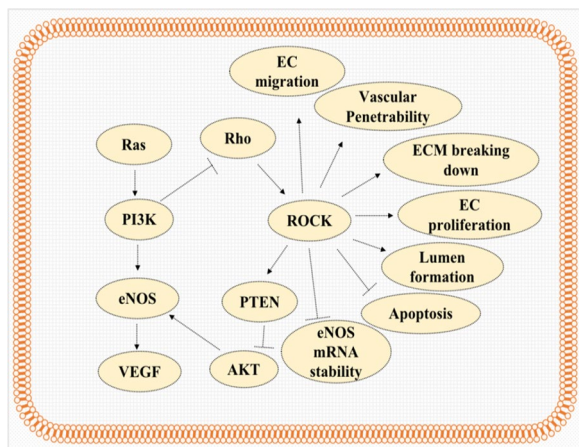 EC
migration
Vascular
Penetrability
Ras
Rho
ECM breaking
down
PI3K
ROCK
EC
proliferation
Lumen
formation
eNOS
PTEN
Apoptosis
eNOS
mRNA
stability
VEGF
AKT